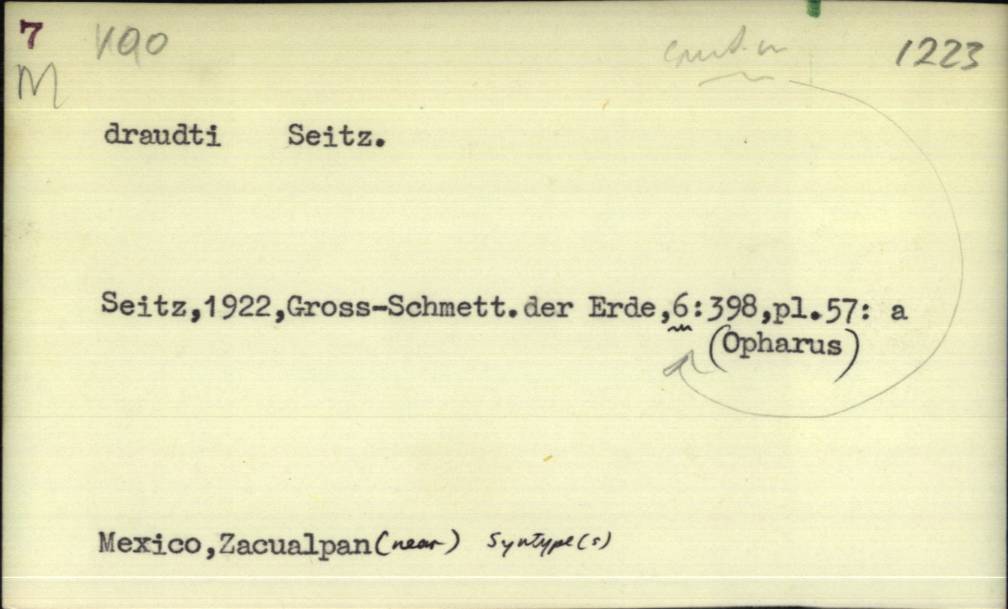 7 1223
M
draudti Seitz.
Seitz,1922,Gross-Schmett.der Erde,6:398,pl.57: a
(Opharus)
Mexico,Zacualpan(near) Syntype(s)